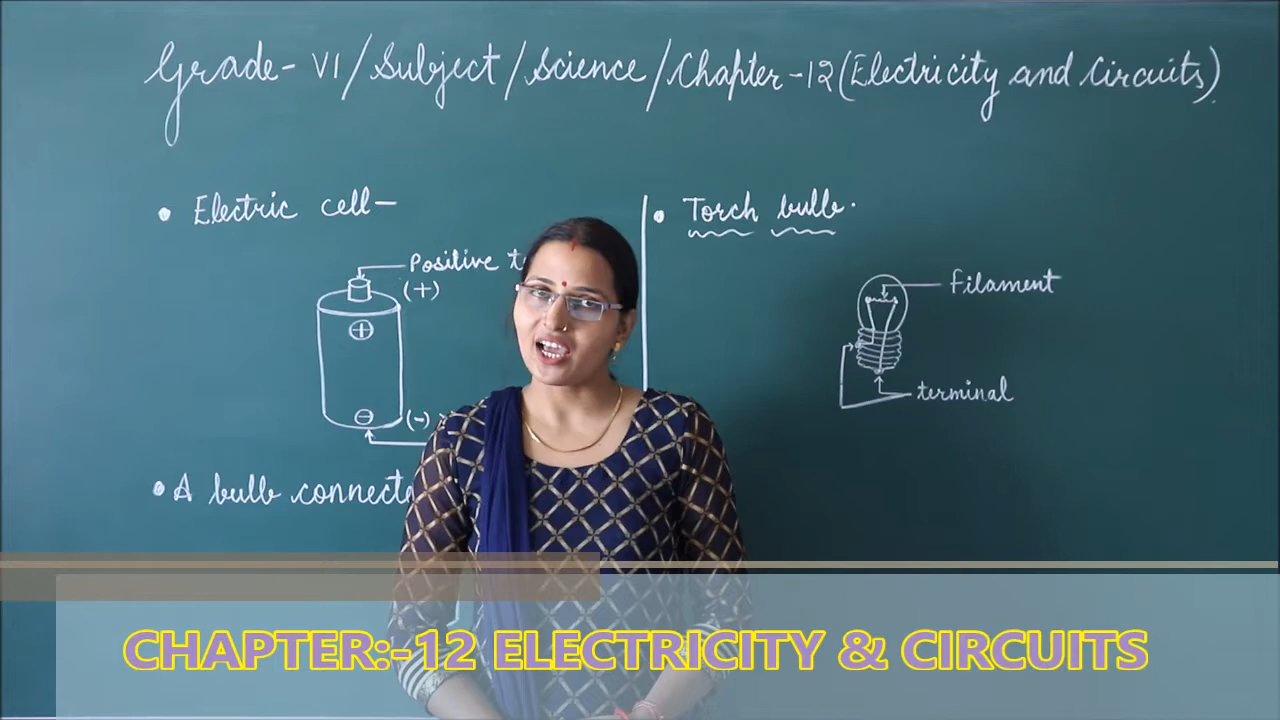 Grade- VI/Subject/Science/Chapter-12(Electricity and Circuits)
• Electric cell-
Positive
(+)
+
-
(-)
• A bulb
• Torch bulb.
filament
terminal
CHAPTER:-12 ELECTRICITY & CIRCUITS